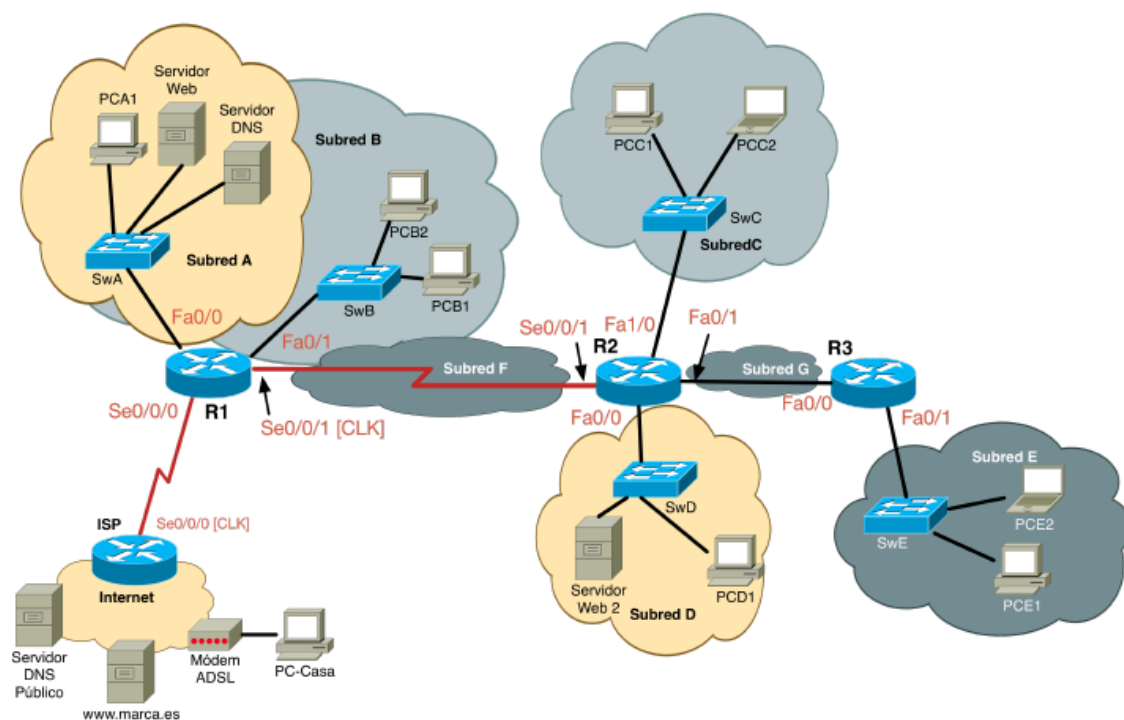 Servidor
Web
PCA1
Servidor
DNS
Subred B
PCB2
SwA
Subred A
SwB
PCB1
Fa0/0
Fa0/1
R1
Se0/0/0
Se0/0/1 [CLK]
Subred F
PCC1
PCC2
SwC
SubredC
Se0/0/1
Fa1/0
Fa0/1
R2
Subred G
R3
Fa0/0
Fa0/0
Fa0/1
SwD
Servidor
Web 2
PCD1
Subred D
Subred E
PCE2
SwE
PCE1
ISP
Se0/0/0 [CLK]
Internet
Servidor
DNS
Público
www.marca.es
Módem
ADSL
PC-Casa